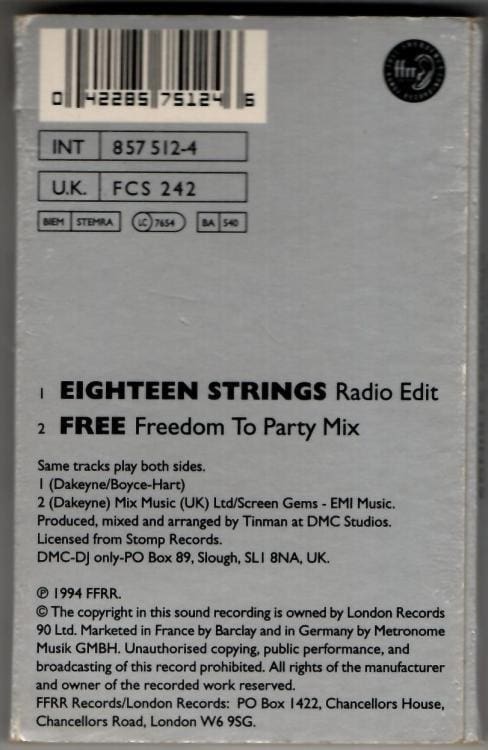 0 42285 75124 6
ffrr
INT 857 512-4
U.K. FCS 242
BIEM STEMRA LC 7654 BA 540
1 EIGHTEEN STRINGS Radio Edit
2 FREE Freedom To Party Mix
Same tracks play both sides.
1 (Dakeyne/Boyce-Hart)
2 (Dakeyne) Mix Music (UK) Ltd/Screen Gems - EMI Music.
Produced, mixed and arranged by Tinman at DMC Studios.
Licensed from Stomp Records.
DMC-DJ only-PO Box 89, Slough, SL1 8NA, UK.
℗ 1994 FFRR.
© The copyright in this sound recording is owned by London Records
90 Ltd. Marketed in France by Barclay and in Germany by Metronome
Musik GMBH. Unauthorised copying, public performance, and
broadcasting of this record prohibited. All rights of the manufacturer
and owner of the recorded work reserved.
FFRR Records/London Records: PO Box 1422, Chancellors House,
Chancellors Road, London W6 9SG.